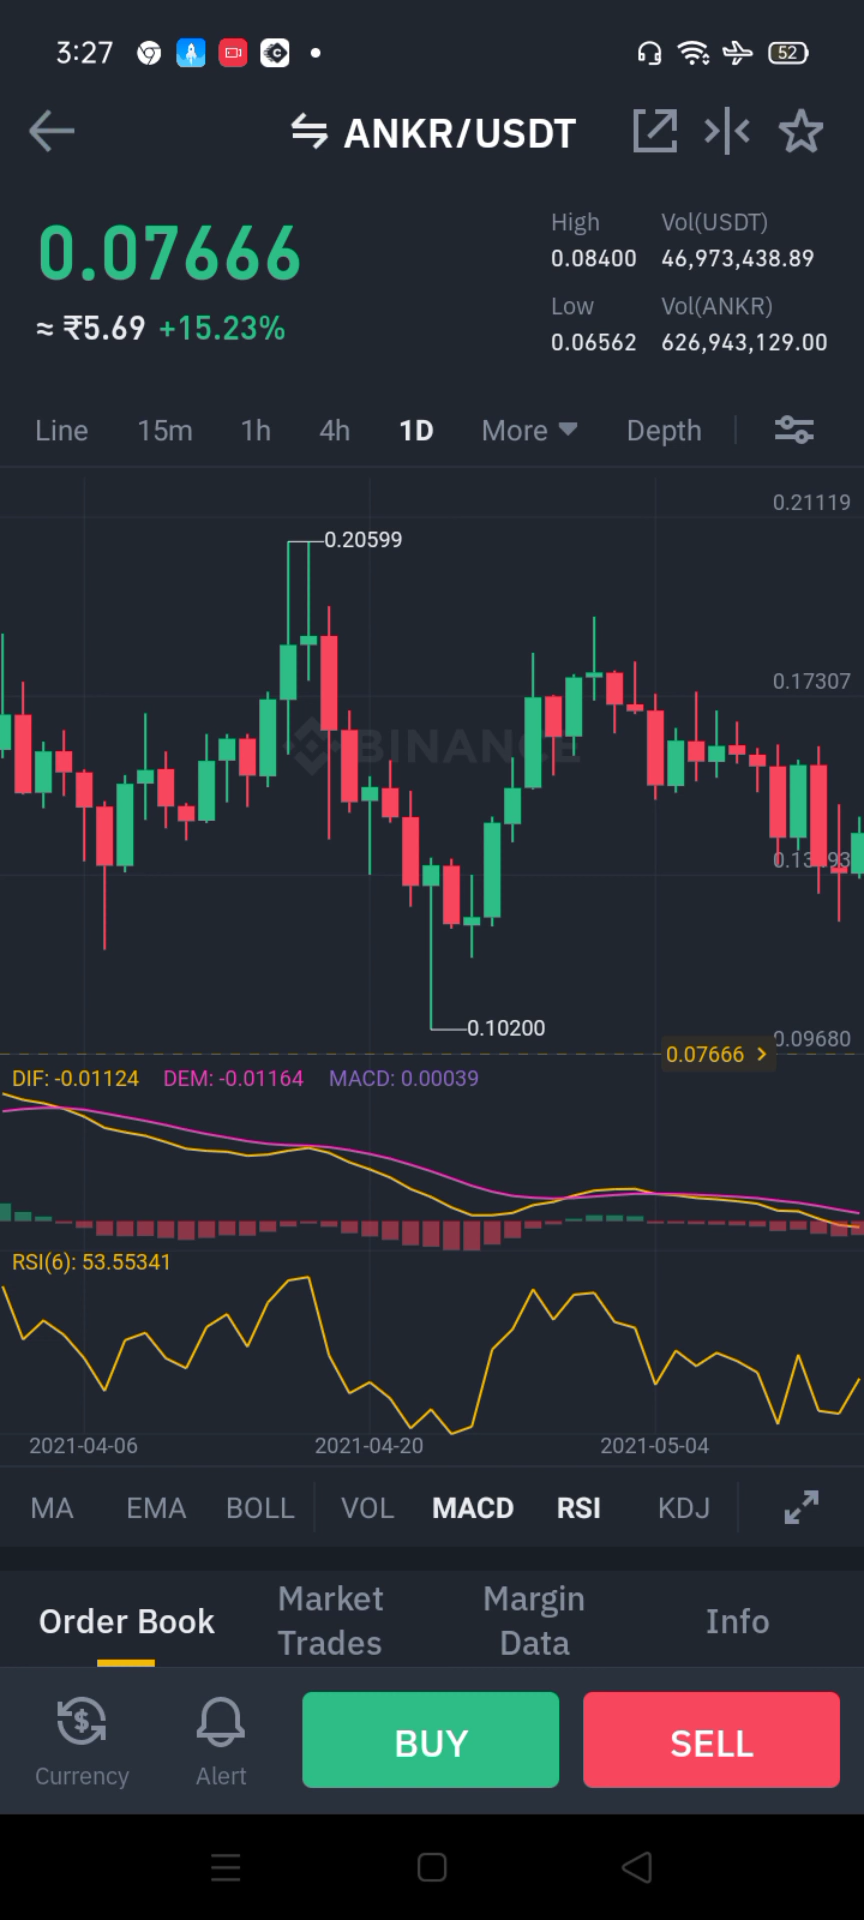 3:27
52
ANKR/USDT
0.07666
≈ ₹5.69 +15.23%
High
0.08400
Vol(USDT)
46,973,438.89
Low
0.06562
Vol(ANKR)
626,943,129.00
Line 15m 1h 4h 1D More Depth
0.21119
0.20599
0.17307
BINANCE
0.10200
0.09680
0.07666
DIF: -0.01124 DEM: -0.01164 MACD: 0.00039
RSI(6): 53.55341
2021-04-06 2021-04-20 2021-05-04
MA EMA BOLL VOL MACD RSI KDJ
Order Book
Market
Trades
Margin
Data
Info
Currency
Alert
BUY
SELL